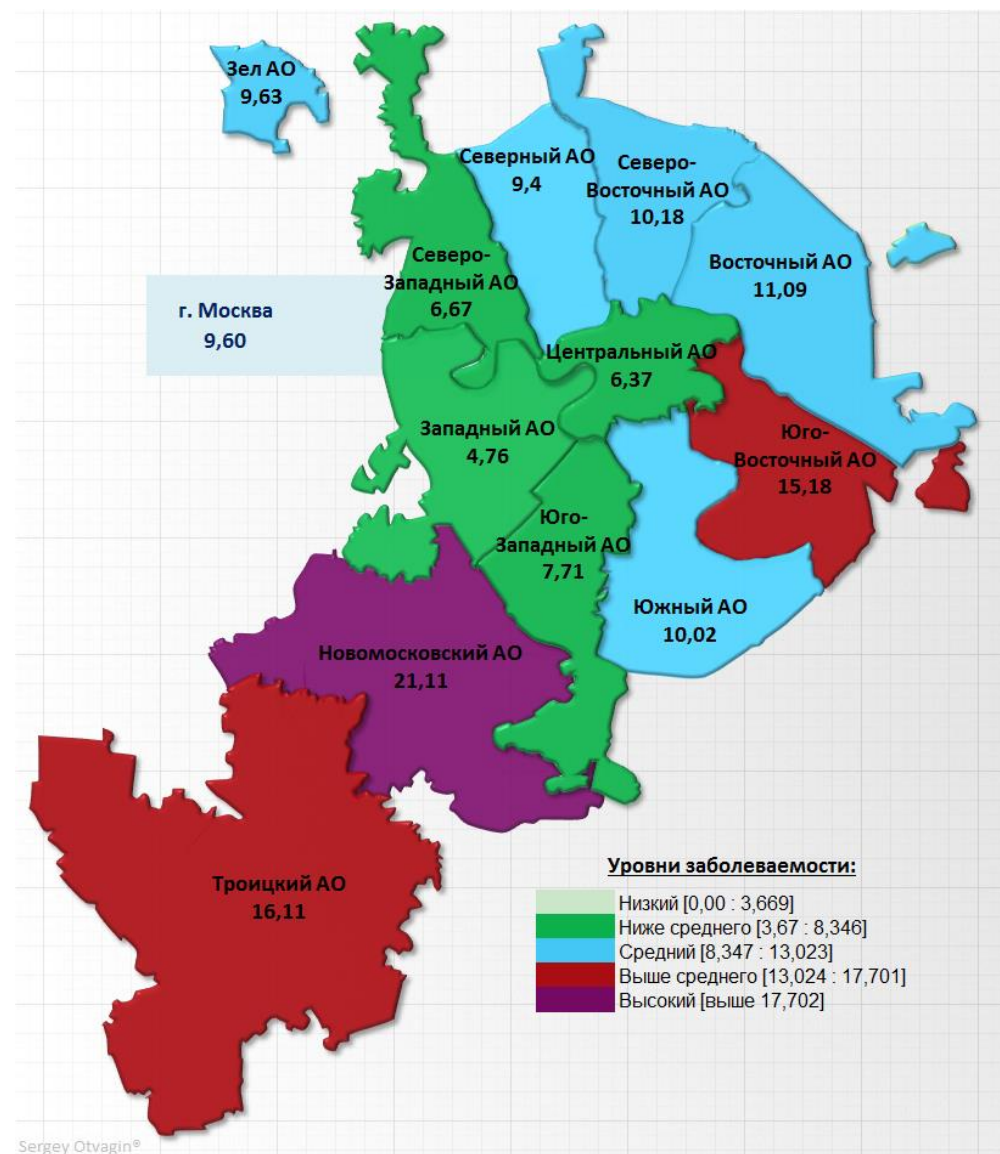 Зел АО
9,63
Северный АО
9,4
Северо-
Восточный АО
10,18
Восточный АО
11,09
Северо-
Западный АО
6,67
г. Москва
9,60
Центральный АО
6,37
Западный АО
4,76
Юго-
Восточный АО
15,18
Юго-
Западный АО
7,71
Южный АО
10,02
Новомосковский АО
21,11
Троицкий АО
16,11
Уровни заболеваемости:
Низкий [0,00 : 3,669]
Ниже среднего [3,67 : 8,346]
Средний [8,347 : 13,023]
Выше среднего [13,024 : 17,701]
Высокий [выше 17,702]
Sergey Otvagin®